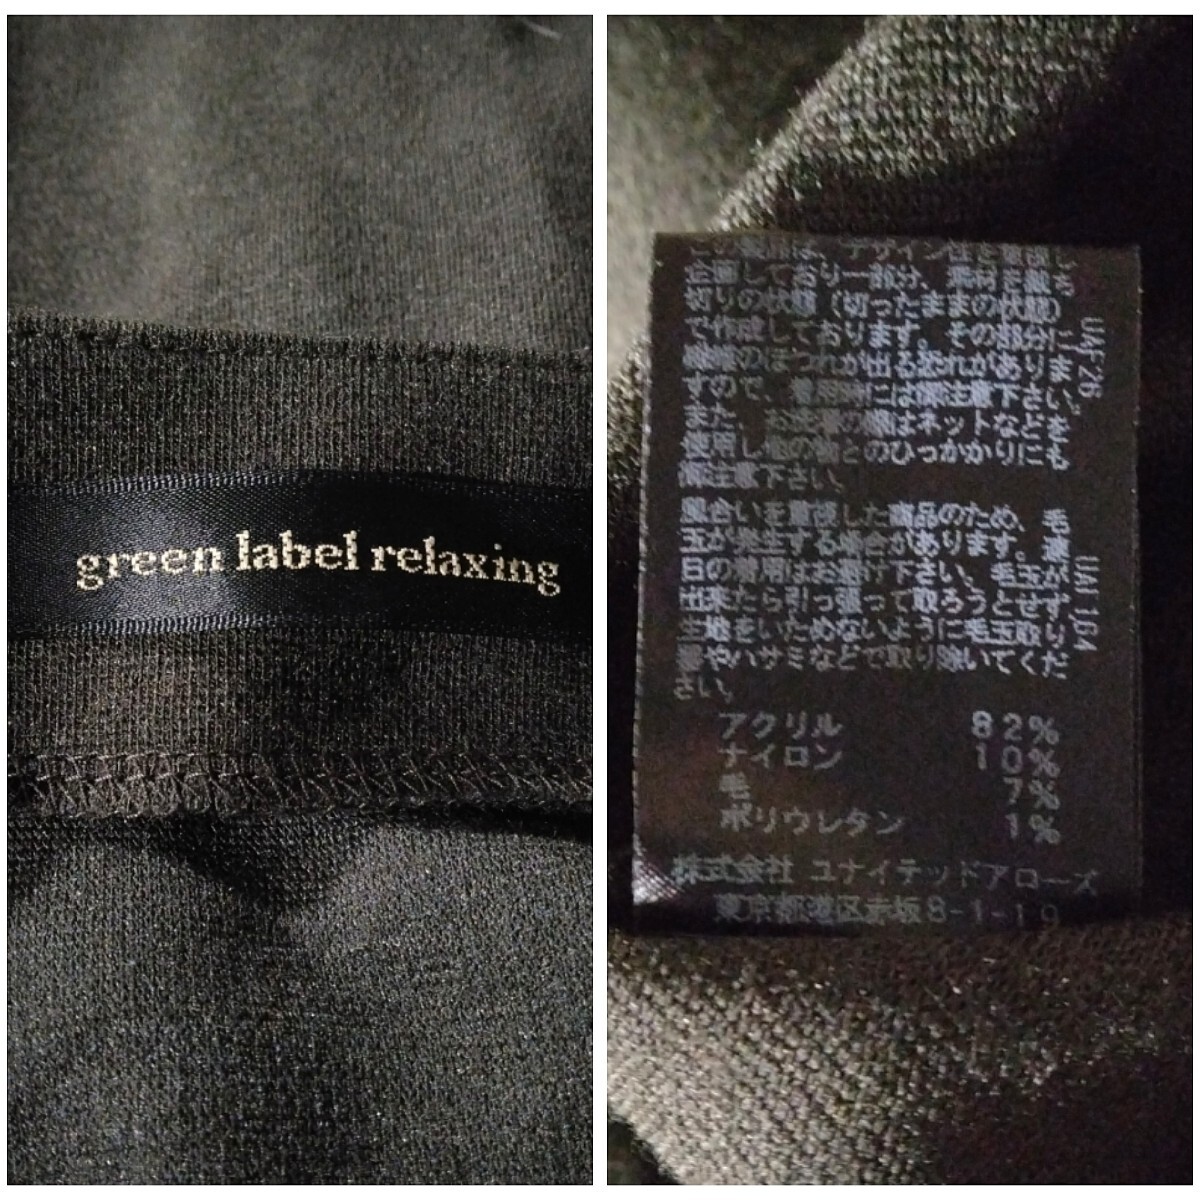 green label relaxing
は、デザイン性を重視し
企画しており一部分、素材を裁ち
切りの状態（切ったままの状態）
で作成しております。その部分に
繊維のほつれが出る恐れがありま
すので、着用時には御注意下さい。
また、お洗濯の際はネットなどを
使用し他の物とのひっかかりにも
御注意下さい。
風合いを重視した商品のため、毛
玉が発生する場合があります。連
日の着用はお避け下さい。毛玉が
出来たら引っ張って取ろうとせず
生地をいためないように毛玉取り
器やハサミなどで取り除いてくだ
さい。
アクリル 82%
ナイロン 10%
毛 7%
ポリウレタン 1%
株式会社 ユナイテッドアローズ
東京都港区赤坂8-1-19
UAF26